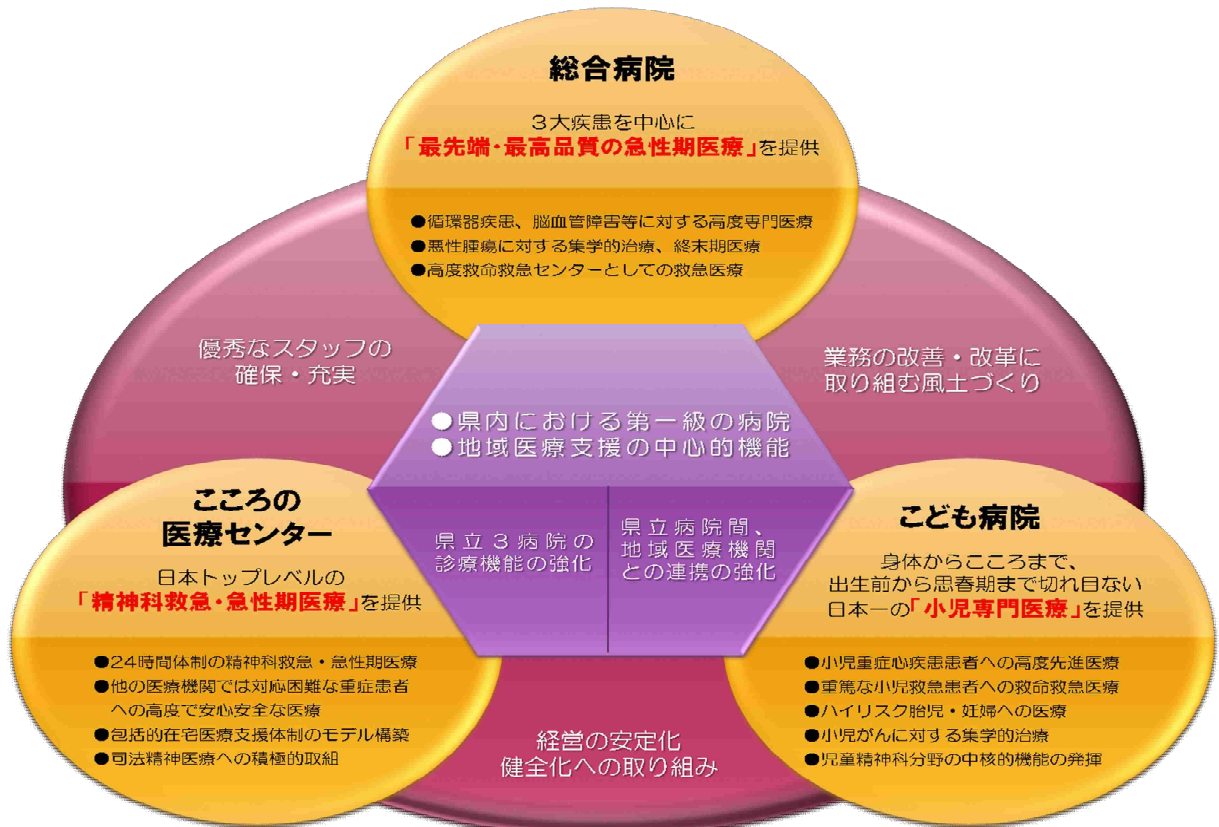 総合病院
3大疾患を中心に
「最先端・最高品質の急性期医療」を提供
●循環器疾患、脳血管障害等に対する高度専門医療
●悪性腫瘍に対する集学的治療、終末期医療
●高度救命救急センターとしての救急医療
優秀なスタッフの
確保・充実
業務の改善・改革に
取り組む風土づくり
●県内における第一級の病院
●地域医療支援の中心的機能
県立3病院の
診療機能の強化
県立病院間、
地域医療機関
との連携の強化
こころの
医療センター
日本トップレベルの
「精神科救急・急性期医療」を提供
●24時間体制の精神科救急・急性期医療
●他の医療機関では対応困難な重症患者
への高度で安心安全な医療
●包括的在宅医療支援体制のモデル構築
●司法精神医療への積極的取組
こども病院
身体からこころまで、
出生前から思春期まで切れ目ない
日本一の「小児専門医療」を提供
●小児重症心疾患患者への高度先進医療
●重篤な小児救急患者への救命救急医療
●ハイリスク胎児・妊婦への医療
●小児がんに対する集学的治療
●児童精神科分野の中核的機能の発揮
経営の安定化
健全化への取り組み